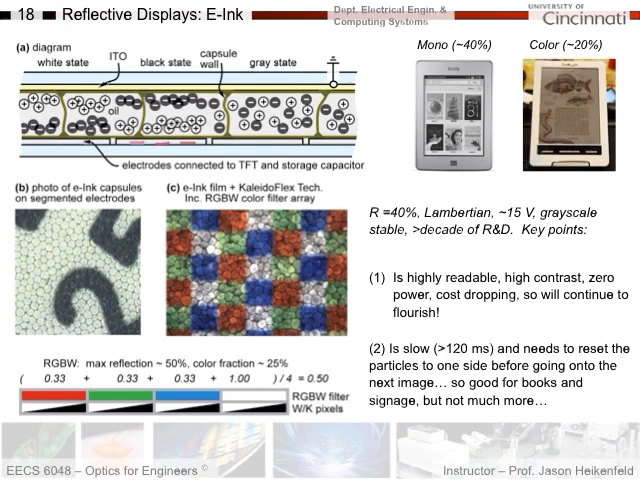 18 Reflective Displays: E-Ink
Dept. Electrical Engin. &
Computing Systems
UNIVERSITY OF
Cincinnati
(a) diagram
white state
ITO
black state
capsule
wall
gray state
oil
electrodes connected to TFT and storage capacitor
Mono (~40%)
Color (~20%)
kindle
(b) photo of e-Ink capsules
on segmented electrodes
(c) e-Ink film + KaleidoFlex Tech.
Inc. RGBW color filter array
R =40%, Lambertian, ~15 V, grayscale
stable, >decade of R&D. Key points:
(1) Is highly readable, high contrast, zero
power, cost dropping, so will continue to
flourish!
(2) Is slow (>120 ms) and needs to reset the
particles to one side before going onto the
next image… so good for books and
signage, but not much more…
RGBW: max reflection ~ 50%, color fraction ~ 25%
( 0.33 + 0.33 + 0.33 + 1.00 ) / 4 = 0.50
RGBW filter
W/K pixels
EECS 6048 – Optics for Engineers ©
Instructor – Prof. Jason Heikenfeld